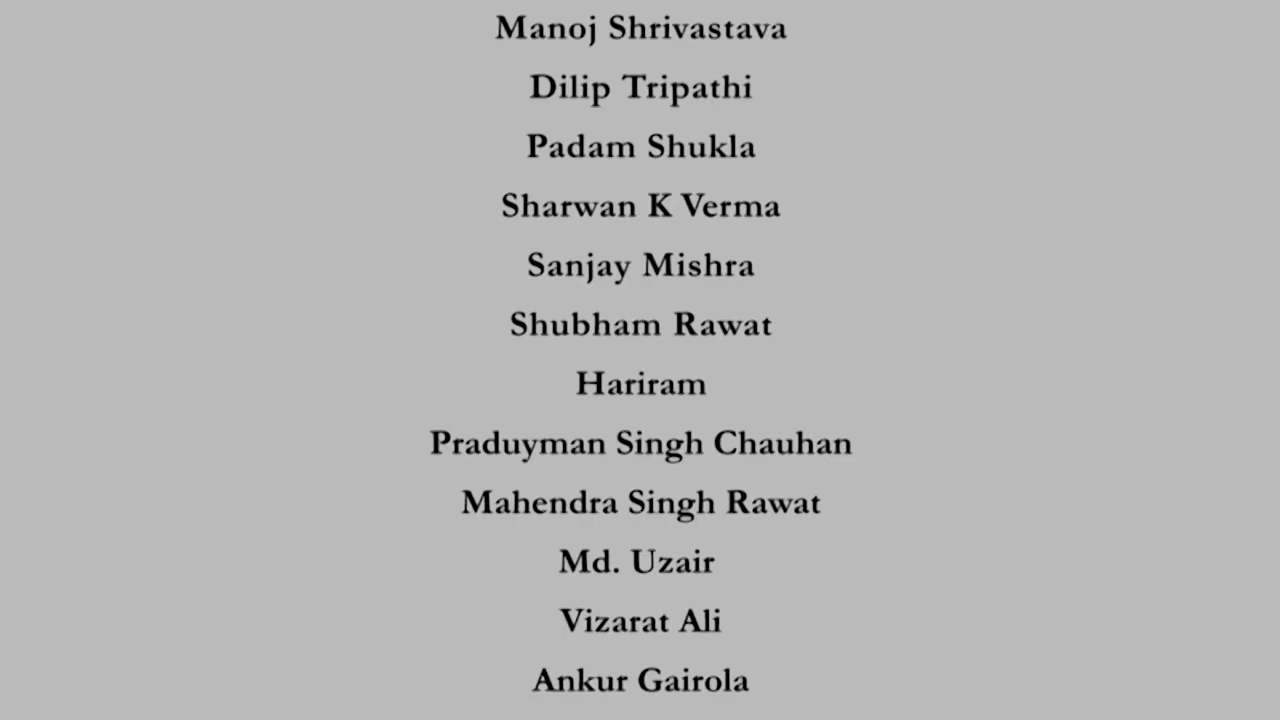 Manoj Shrivastava
Dilip Tripathi
Padam Shukla
Sharwan K Verma
Sanjay Mishra
Shubham Rawat
Hariram
Praduyman Singh Chauhan
Mahendra Singh Rawat
Md. Uzair
Vizarat Ali
Ankur Gairola